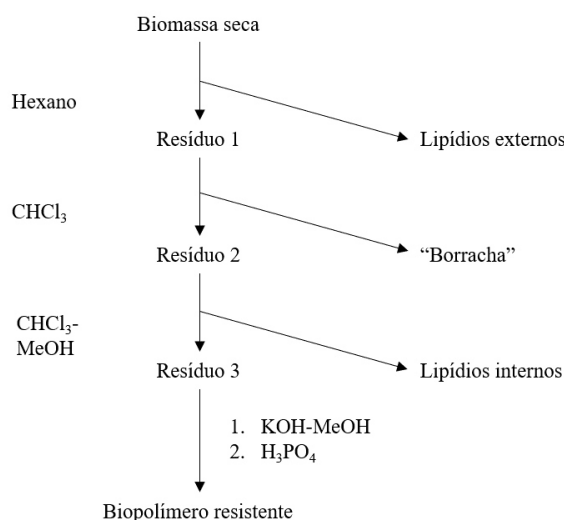 Biomassa seca
Hexano
Resíduo 1
Lipídios externos
CHCl₃
Resíduo 2
“Borracha”
CHCl₃-
MeOH
Resíduo 3
Lipídios internos
1. KOH-MeOH
2. H₃PO₄
Biopolímero resistente